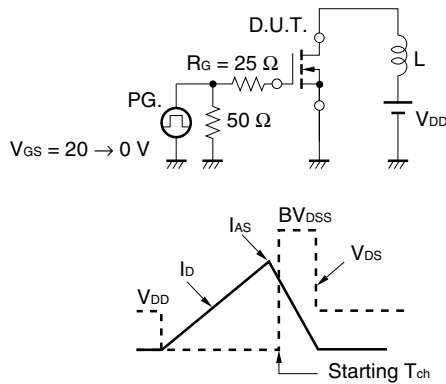 D.U.T.
RG = 25 Ω
L
PG.
50 Ω
VDD
VGS = 20 → 0 V
BVDSS
IAS
ID
VDS
VDD
Starting Tch